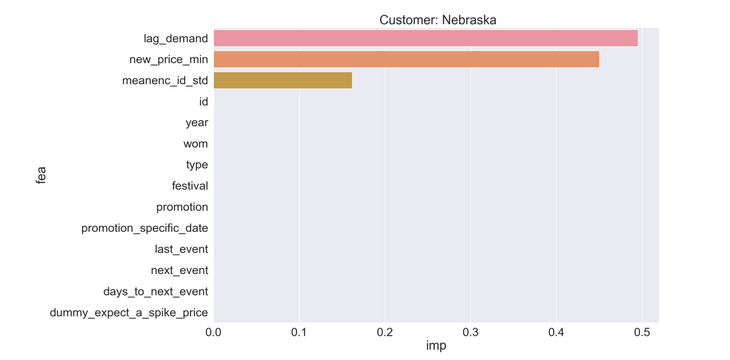 Customer: Nebraska
lag_demand
new_price_min
meanenc_id_std
id
year
wom
type
festival
promotion
promotion_specific_date
last_event
next_event
days_to_next_event
dummy_expect_a_spike_price
fea
0.0 0.1 0.2 0.3 0.4 0.5
imp